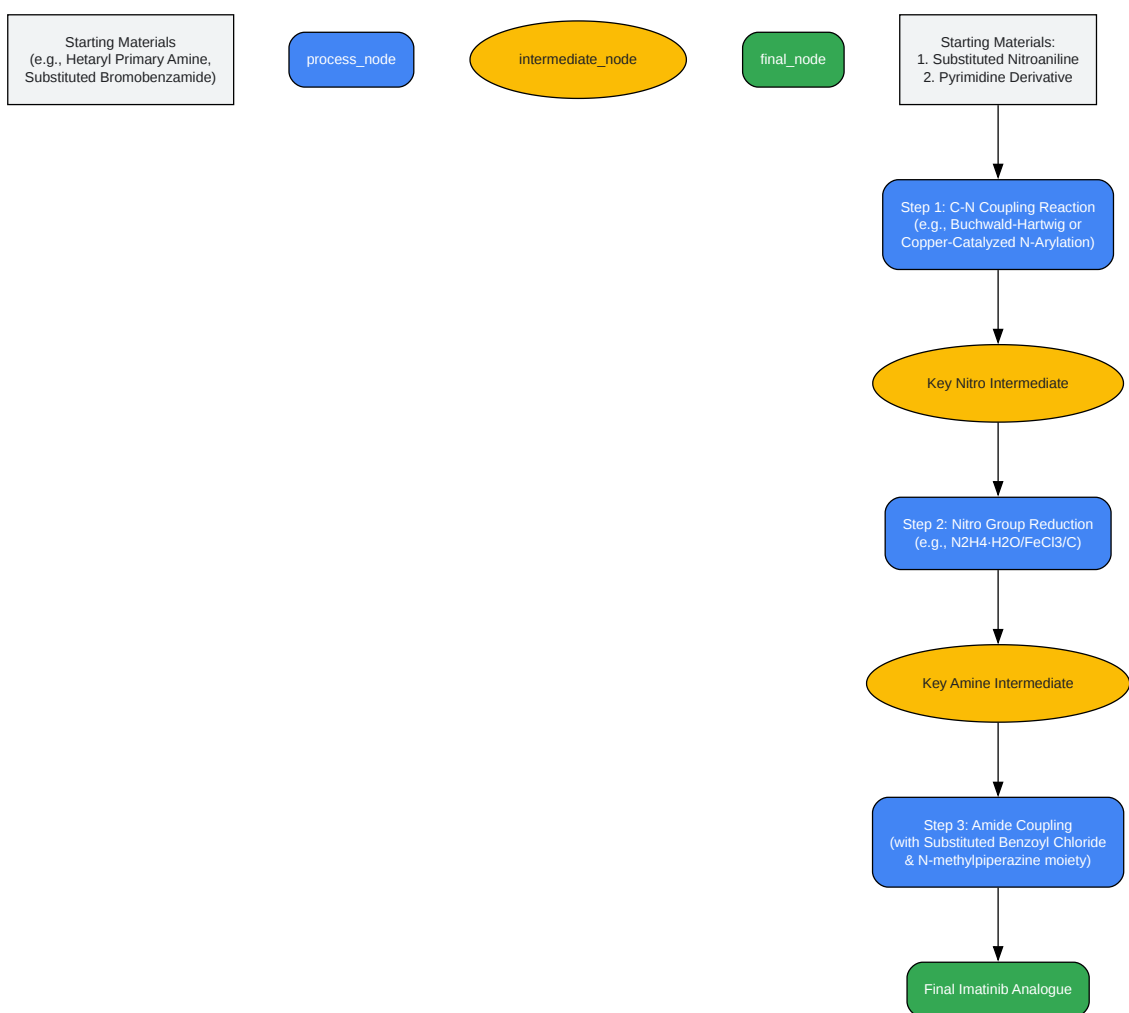 Starting Materials
(e.g., Hetaryl Primary Amine,
Substituted Bromobenzamide)
process_node
intermediate_node
final_node
Starting Materials:
1. Substituted Nitroaniline
2. Pyrimidine Derivative
Step 1: C-N Coupling Reaction
(e.g., Buchwald-Hartwig or
Copper-Catalyzed N-Arylation)
Key Nitro Intermediate
Step 2: Nitro Group Reduction
(e.g., N2H4·H2O/FeCl3/C)
Key Amine Intermediate
Step 3: Amide Coupling
(with Substituted Benzoyl Chloride
& N-methylpiperazine moiety)
Final Imatinib Analogue